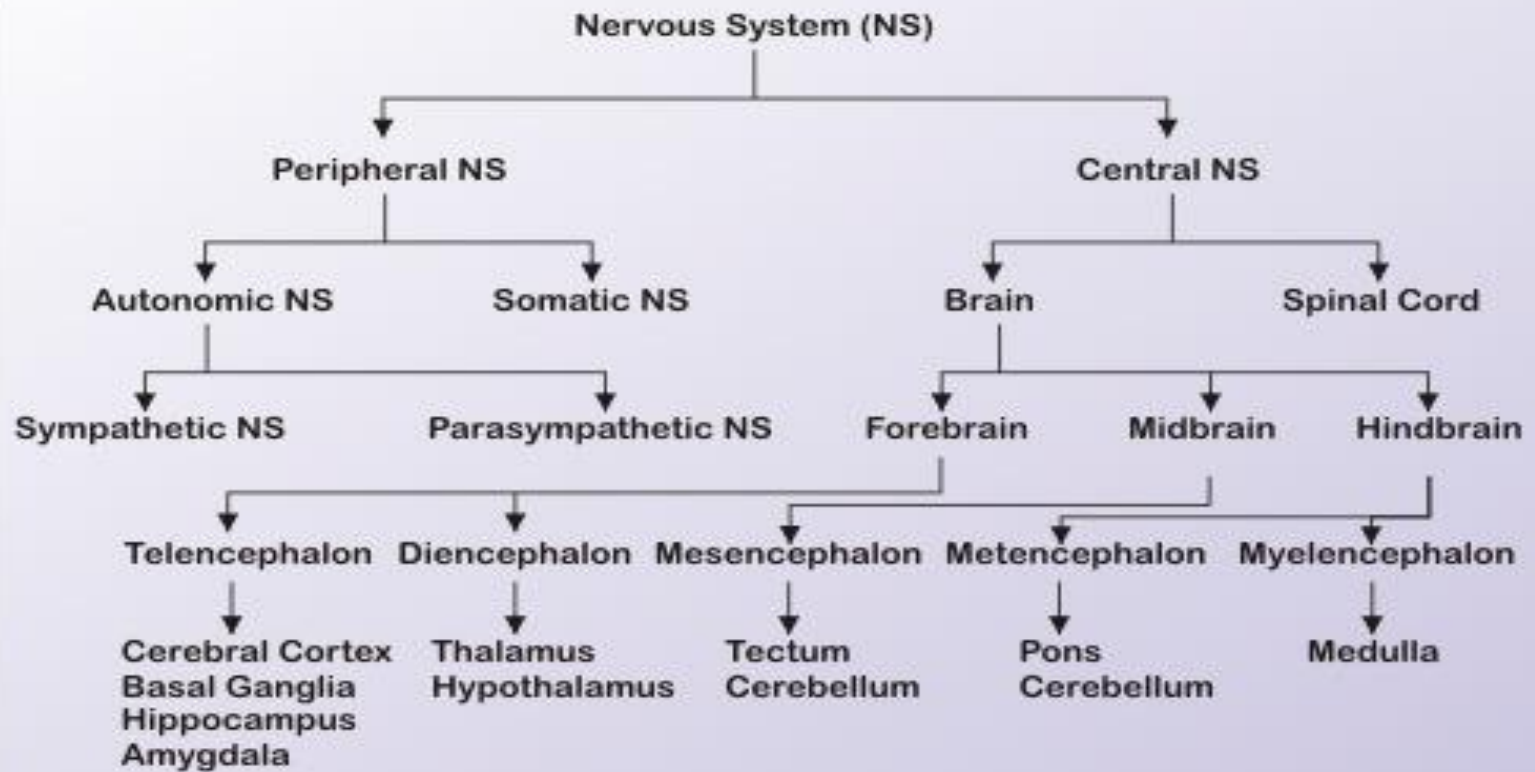 Nervous System (NS)
Peripheral NS
Central NS
Autonomic NS
Somatic NS
Brain
Spinal Cord
Sympathetic NS
Parasympathetic NS
Forebrain
Midbrain
Hindbrain
Telencephalon
Diencephalon
Mesencephalon
Metencephalon
Myelencephalon
Cerebral Cortex
Basal Ganglia
Hippocampus
Amygdala
Thalamus
Hypothalamus
Tectum
Cerebellum
Pons
Cerebellum
Medulla